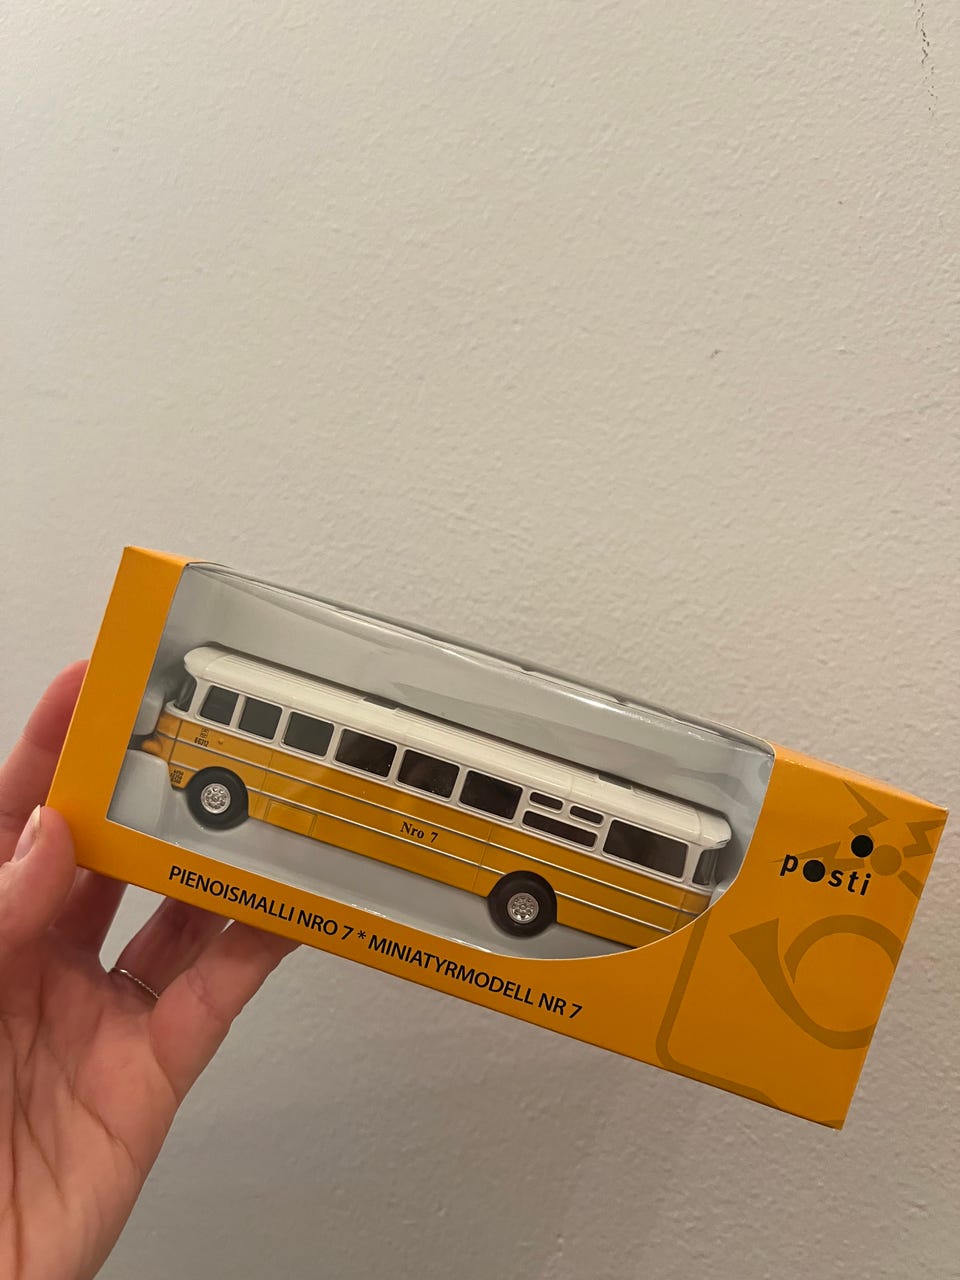 Nro 7
posti
PIENOISMALLI NRO 7 * MINIATYRMODELL NR 7